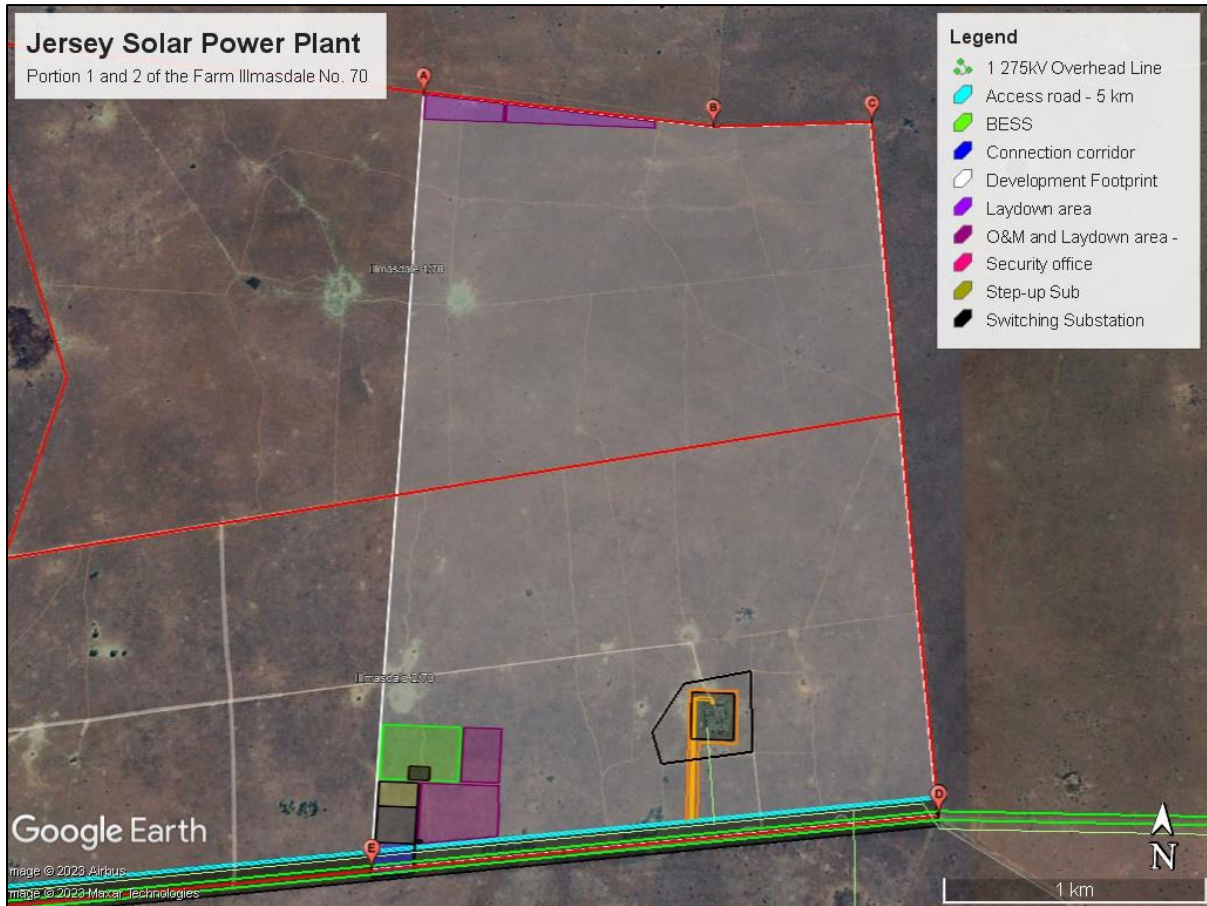 Jersey Solar Power Plant
Portion 1 and 2 of the Farm Illmasdale No. 70
Legend
1 275kV Overhead Line
Access road - 5 km
BESS
Connection corridor
Development Footprint
Laydown area
O&M and Laydown area -
Security office
Step-up Sub
Switching Substation
A
B
C
Illmasdale 1/70
Illmasdale 2/70
D
E
Google Earth
Image © 2023 Airbus
Image © 2023 Maxar Technologies
N
1 km